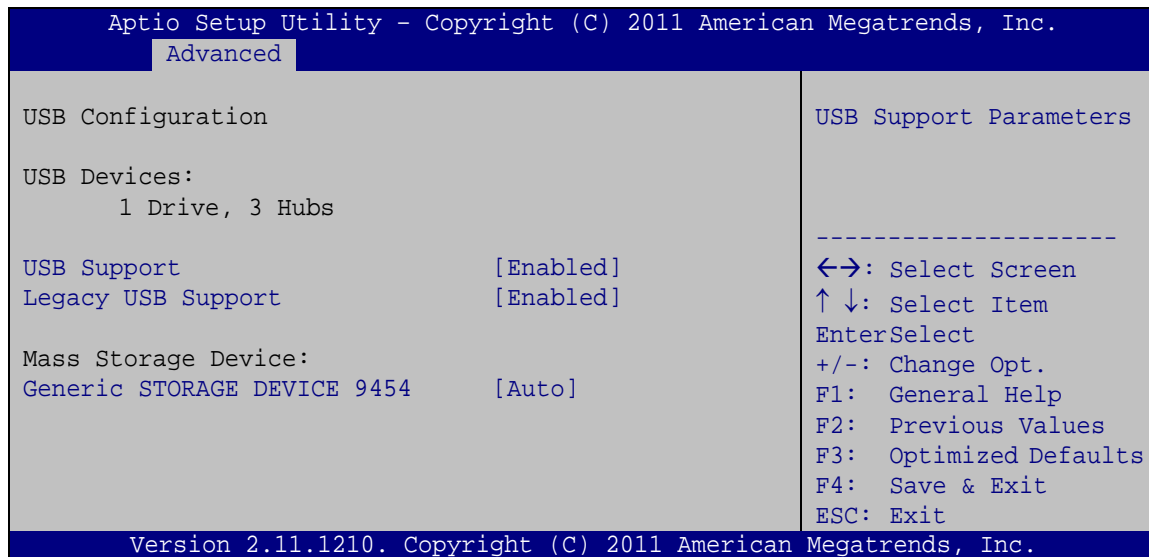 Aptio Setup Utility – Copyright (C) 2011 American Megatrends, Inc.
Advanced
USB Configuration
USB Devices:
1 Drive, 3 Hubs
USB Support [Enabled]
Legacy USB Support [Enabled]
Mass Storage Device:
Generic STORAGE DEVICE 9454 [Auto]
USB Support Parameters
---------------------
←→: Select Screen
↑ ↓: Select Item
EnterSelect
+/-: Change Opt.
F1: General Help
F2: Previous Values
F3: Optimized Defaults
F4: Save & Exit
ESC: Exit
Version 2.11.1210. Copyright (C) 2011 American Megatrends, Inc.